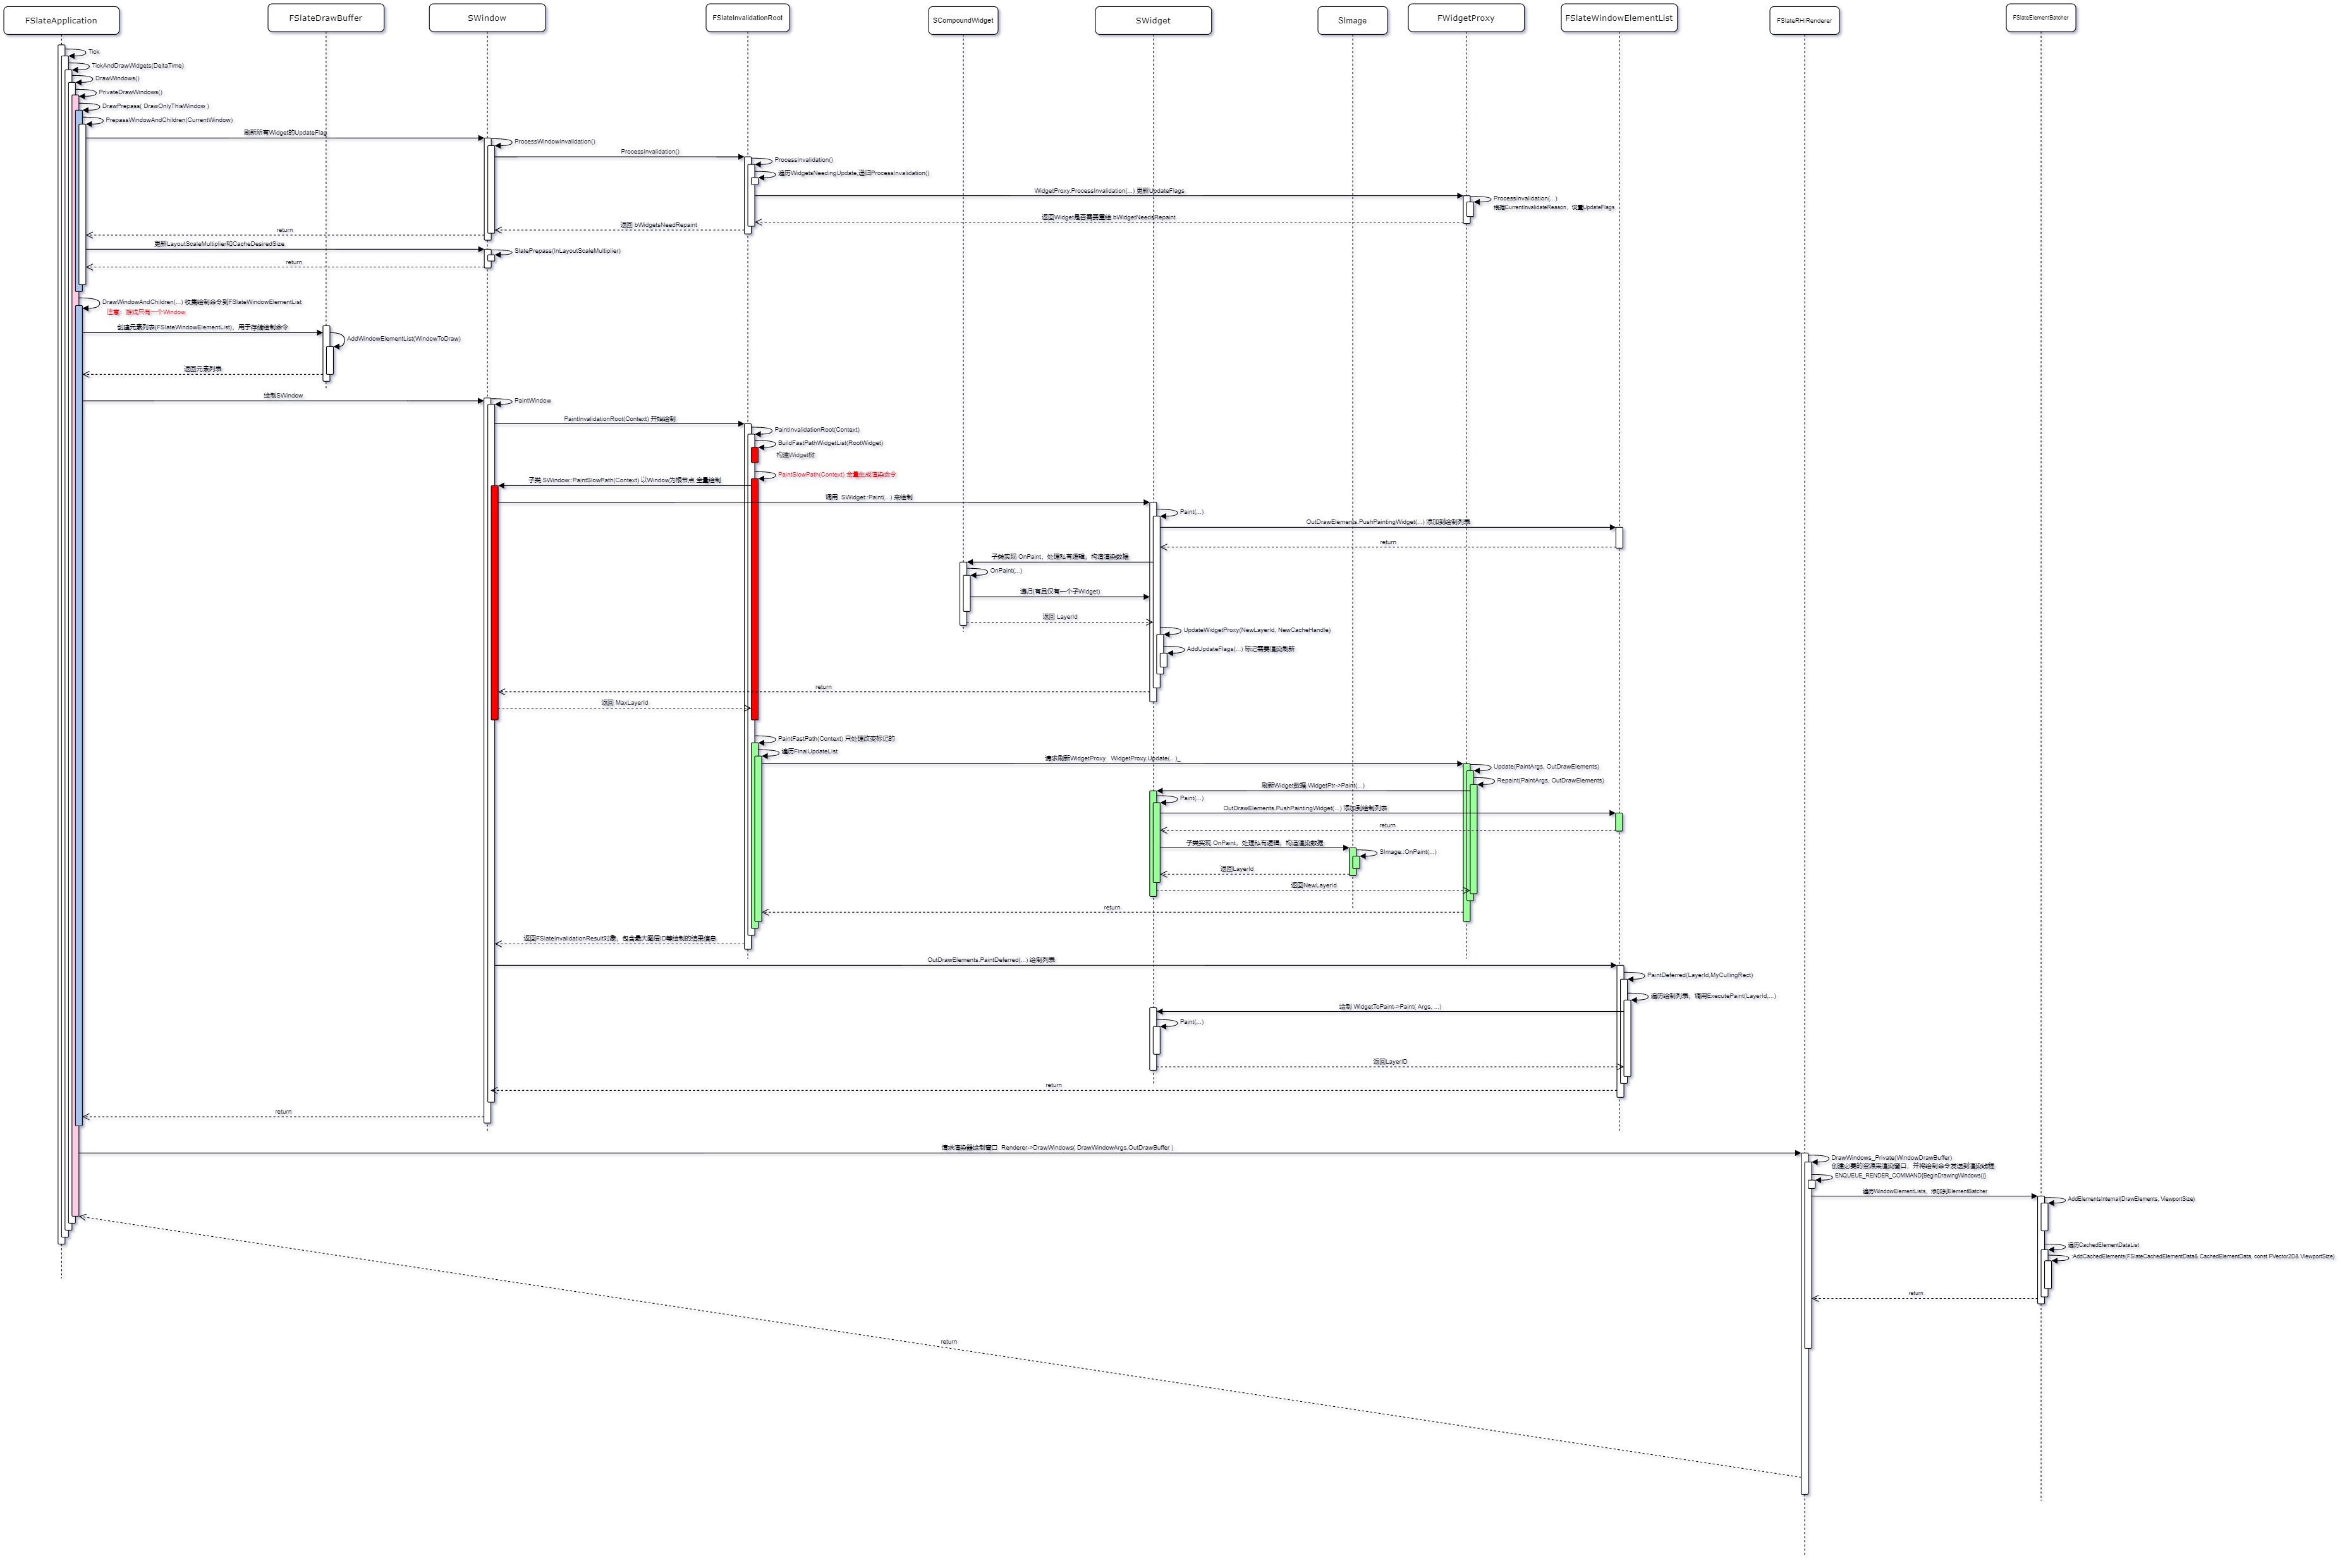 FSlateApplication
FSlateDrawBuffer
SWindow
FSlateInvalidationRoot
SCompoundWidget
SWidget
SImage
FWidgetProxy
FSlateWindowElementList
FSlateRHIRenderer
FSlateElementBatcher
Tick
TickAndDrawWidgets(DeltaTime)
DrawWindows()
PrivateDrawWindows()
DrawPrepass( DrawOnlyThisWindow )
PrepassWindowAndChildren(CurrentWindow)
刷新所有Widget的UpdateFlag
ProcessWindowInvalidation()
ProcessInvalidation()
ProcessInvalidation()
遍历WidgetsNeedingUpdate,递归ProcessInvalidation()
WidgetProxy.ProcessInvalidation(...) 更新UpdateFlags
ProcessInvalidation(...)
根据CurrentInvalidateReason，设置UpdateFlags
返回Widget是否需要重绘 bWidgetNeedsRepaint
返回 bWidgetsNeedRepaint
return
更新LayoutScaleMultiplier和CacheDesiredSize
SlatePrepass(InLayoutScaleMultiplier)
return
DrawWindowAndChildren(...) 收集绘制命令到FSlateWindowElementList
注意：游戏只有一个Window
创建元素列表(FSlateWindowElementList)，用于存储绘制命令
AddWindowElementList(WindowToDraw)
返回元素列表
绘制SWindow
PaintWindow
PaintInvalidationRoot(Context) 开始绘制
PaintInvalidationRoot(Context)
BuildFastPathWidgetList(RootWidget)
构建Widget树
PaintSlowPath(Context) 全量生成渲染命令
子类 SWindow::PaintSlowPath(Context) 以Window为根节点 全量绘制
调用 SWidget::Paint(...) 来绘制
Paint(...)
OutDrawElements.PushPaintingWidget(...) 添加到绘制列表
return
子类实现 OnPaint，处理私有逻辑，构造渲染数据
OnPaint(...)
递归(有且仅有一个子Widget)
返回 LayerId
UpdateWidgetProxy(NewLayerId, NewCacheHandle)
AddUpdateFlags(...) 标记需要渲染刷新
return
返回 MaxLayerId
PaintFastPath(Context) 只处理改变标记的
遍历FinalUpdateList
请求刷新WidgetProxy WidgetProxy.Update(...)_
Update(PaintArgs, OutDrawElements)
Repaint(PaintArgs, OutDrawElements)
刷新Widget数据 WidgetPtr->Paint(...)
Paint(...)
OutDrawElements.PushPaintingWidget(...) 添加到绘制列表
return
子类实现 OnPaint，处理私有逻辑，构造渲染数据
SImage::OnPaint(...)
返回LayerId
返回NewLayerId
return
返回FSlateInvalidationResult对象，包含最大图层ID等绘制的结果信息
OutDrawElements.PaintDeferred(...) 绘制列表
PaintDeferred(LayerId,MyCullingRect)
遍历绘制列表，调用ExecutePaint(LayerId,...)
绘制 WidgetToPaint->Paint( Args, ...)
Paint(...)
返回LayerID
return
return
请求渲染器绘制窗口 Renderer->DrawWindows( DrawWindowArgs.OutDrawBuffer )
DrawWindows_Private(WindowDrawBuffer)
创建必要的资源来渲染窗口，并将绘制命令发送到渲染线程
ENQUEUE_RENDER_COMMAND(BeginDrawingWindows()]
遍历WindowElementLists，添加到ElementBatcher
AddElementsInternal(DrawElements, ViewportSize)
遍历CachedElementDataList
AddCachedElements(FSlateCachedElementData& CachedElementData, const FVector2D& ViewportSize)
return
return